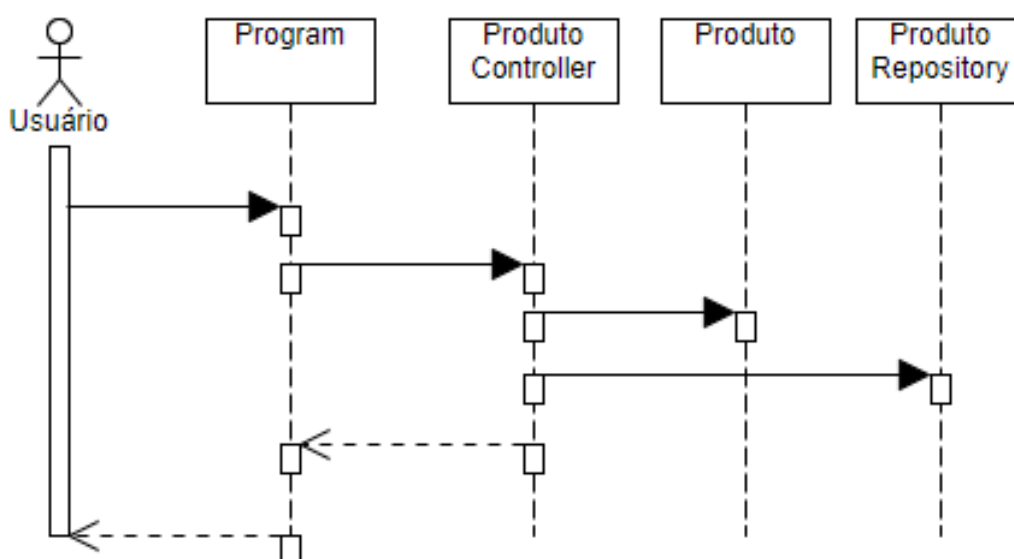 Usuário
Program
Produto
Controller
Produto
Produto
Repository